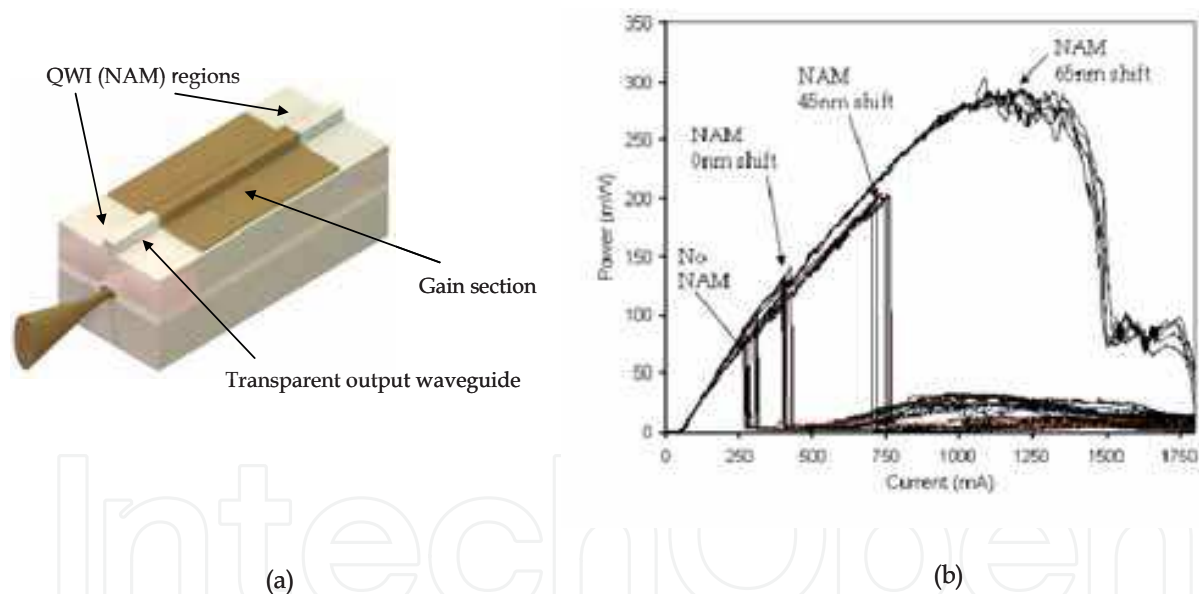 QWI (NAM) regions
Gain section
Transparent output waveguide
(a)
350
300
250
200
150
100
50
0
Power (mW)
NAM
65nm shift
NAM
45nm shift
NAM
0nm shift
No
NAM
0 250 500 750 1000 1250 1500 1750
Current (mA)
(b)
IntechOpen